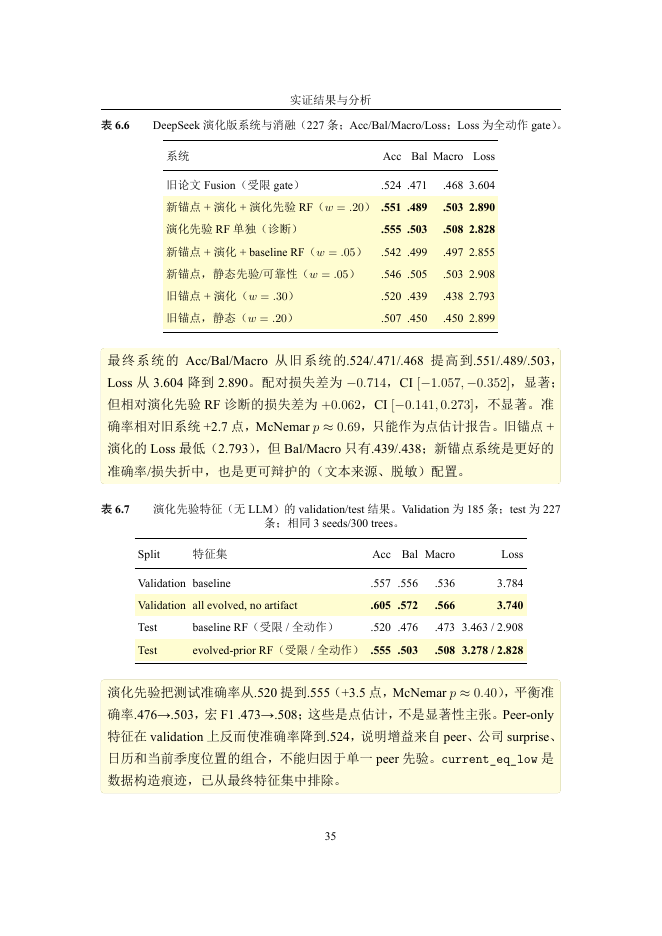 实证结果与分析
表 6.6 DeepSeek 演化版系统与消融（227 条；Acc/Bal/Macro/Loss；Loss 为全动作 gate）。
系统 Acc Bal Macro Loss
旧论文 Fusion（受限 gate） .524 .471 .468 3.604
新锚点 + 演化 + 演化先验 RF（w = .20） .551 .489 .503 2.890
演化先验 RF 单独（诊断） .555 .503 .508 2.828
新锚点 + 演化 + baseline RF（w = .05） .542 .499 .497 2.855
新锚点，静态先验/可靠性（w = .05） .546 .505 .503 2.908
旧锚点 + 演化（w = .30） .520 .439 .438 2.793
旧锚点，静态（w = .20） .507 .450 .450 2.899
最终系统的 Acc/Bal/Macro 从旧系统的.524/.471/.468 提高到.551/.489/.503，
Loss 从 3.604 降到 2.890。配对损失差为 −0.714，CI [−1.057, −0.352]，显著；
但相对演化先验 RF 诊断的损失差为 +0.062，CI [−0.141, 0.273]，不显著。准
确率相对旧系统 +2.7 点，McNemar p ≈ 0.69，只能作为点估计报告。旧锚点 +
演化的 Loss 最低（2.793），但 Bal/Macro 只有.439/.438；新锚点系统是更好的
准确率/损失折中，也是更可辩护的（文本来源、脱敏）配置。
表 6.7 演化先验特征（无 LLM）的 validation/test 结果。Validation 为 185 条；test 为 227
条；相同 3 seeds/300 trees。
Split 特征集 Acc Bal Macro Loss
Validation baseline .557 .556 .536 3.784
Validation all evolved, no artifact .605 .572 .566 3.740
Test baseline RF（受限 / 全动作） .520 .476 .473 3.463 / 2.908
Test evolved-prior RF（受限 / 全动作） .555 .503 .508 3.278 / 2.828
演化先验把测试准确率从.520 提到.555（+3.5 点，McNemar p ≈ 0.40），平衡准
确率.476→.503，宏 F1 .473→.508；这些是点估计，不是显著性主张。Peer-only
特征在 validation 上反而使准确率降到.524，说明增益来自 peer、公司 surprise、
日历和当前季度位置的组合，不能归因于单一 peer 先验。current_eq_low 是
数据构造痕迹，已从最终特征集中排除。
35